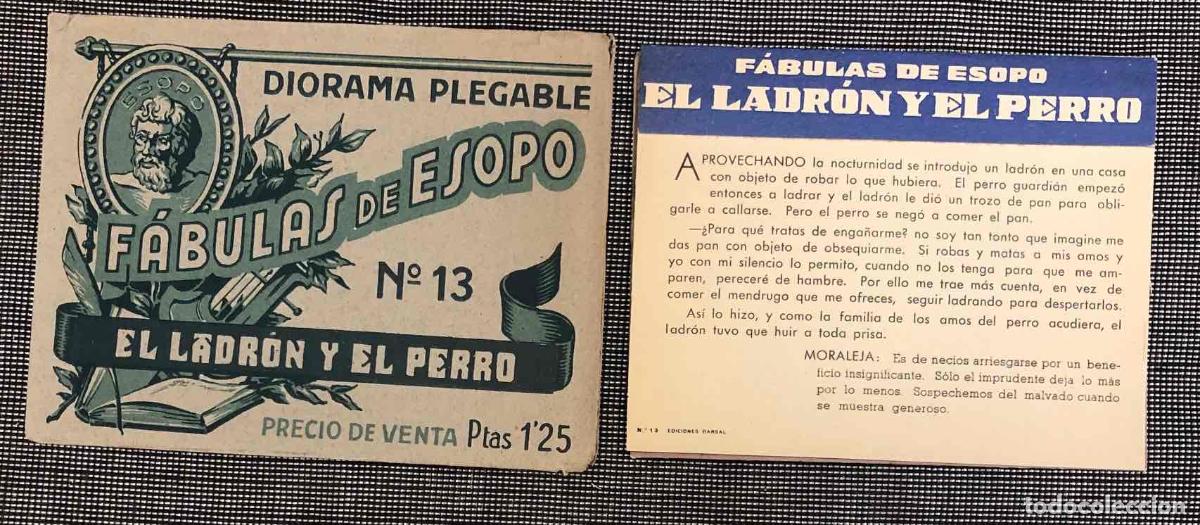 ESOPO
DIORAMA PLEGABLE
FÁBULAS DE ESOPO
Nº 13
EL LADRÓN Y EL PERRO
PRECIO DE VENTA Ptas 1'25
FÁBULAS DE ESOPO
EL LADRÓN Y EL PERRO
APROVECHANDO la nocturnidad se introdujo un ladrón en una casa
con objeto de robar lo que hubiera. El perro guardián empezó
entonces a ladrar y el ladrón le dió un trozo de pan para obli-
garle a callarse. Pero el perro se negó a comer el pan.
—¿Para qué tratas de engañarme? no soy tan tonto que imagine me
das pan con objeto de obsequiarme. Si robas y matas a mis amos y
yo con mi silencio lo permito, cuando no los tenga para que me am-
paren, pereceré de hambre. Por ello me trae más cuenta, en vez de
comer el mendrugo que me ofreces, seguir ladrando para despertarlos.
Así lo hizo, y como la familia de los amos del perro acudiera, el
ladrón tuvo que huir a toda prisa.
MORALEJA: Es de necios arriesgarse por un bene-
ficio insignificante. Sólo el imprudente deja lo más
por lo menos. Sospechemos del malvado cuando
se muestra generoso.
N.º 13 EDICIONES BARSAL
todocoleccion